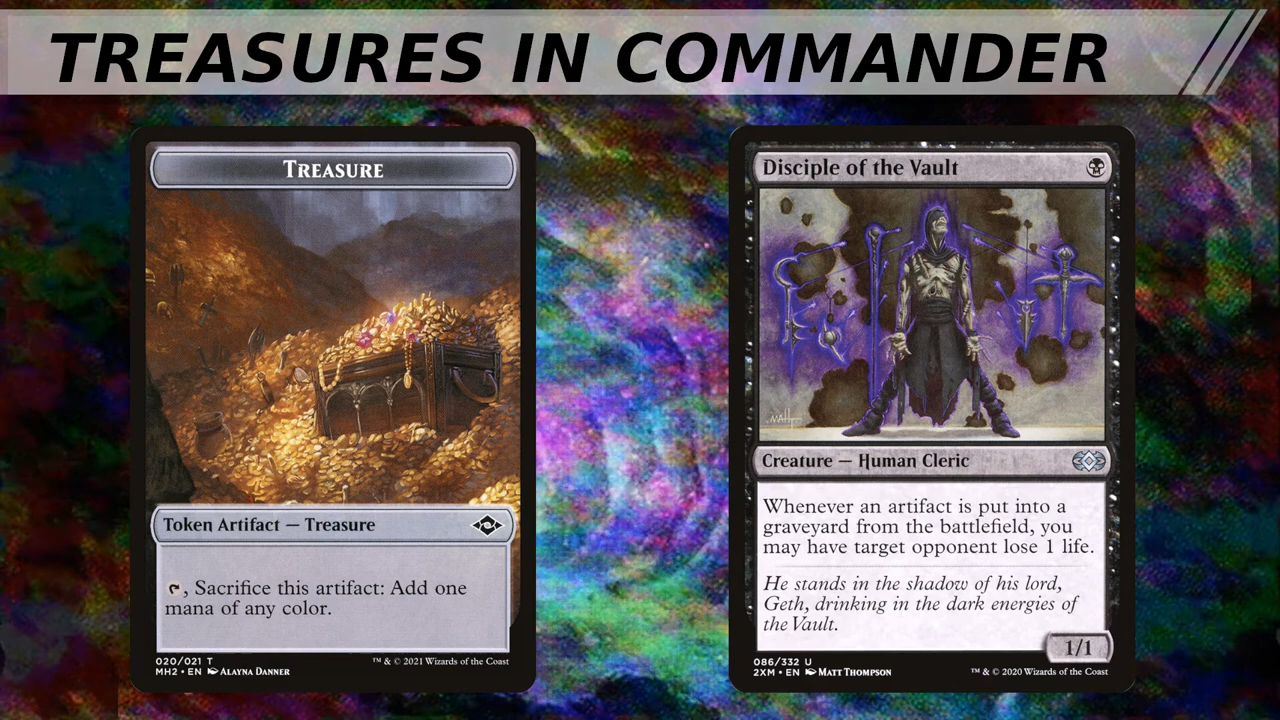 TREASURES IN COMMANDER
TREASURE
Token Artifact — Treasure
, Sacrifice this artifact: Add one
mana of any color.
020/021 T
MH2 • EN ALAYNA DANNER
™ & © 2021 Wizards of the Coast
Disciple of the Vault
Creature — Human Cleric
Whenever an artifact is put into a
graveyard from the battlefield, you
may have target opponent lose 1 life.
He stands in the shadow of his lord,
Geth, drinking in the dark energies of
the Vault.
1/1
086/332 U
2XM • EN MATT THOMPSON
™ & © 2020 Wizards of the Coast